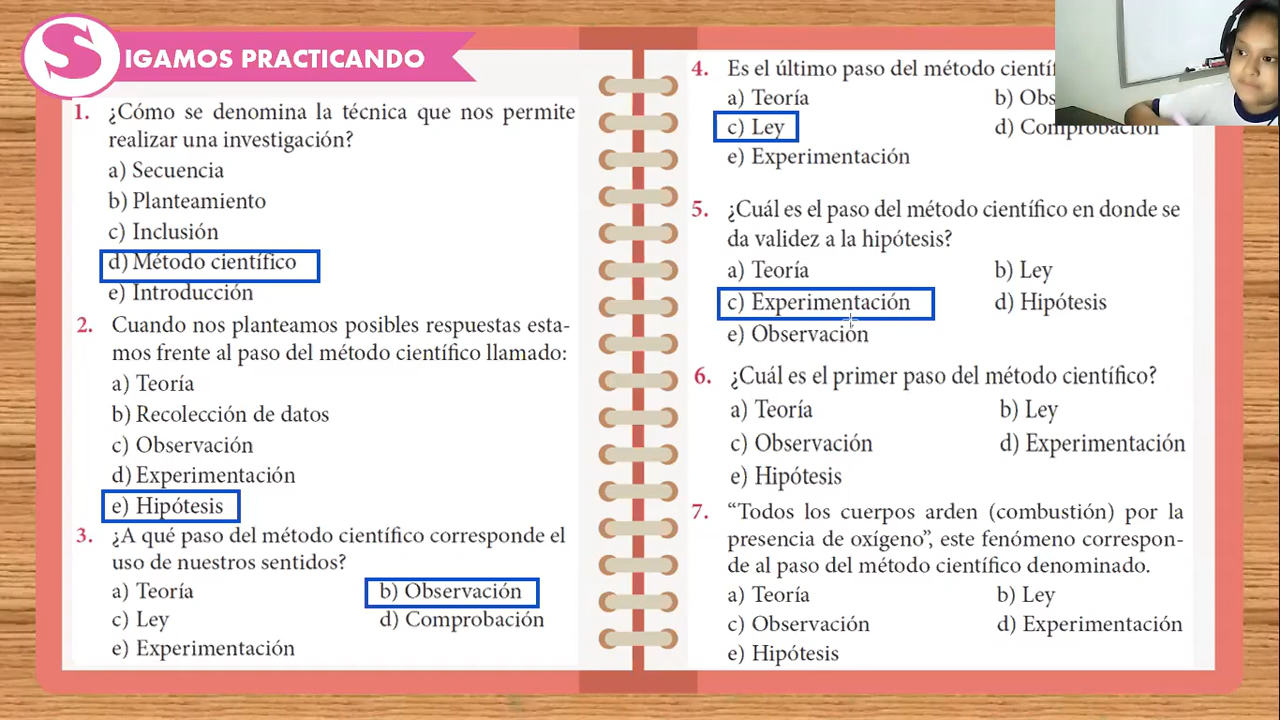 SIGAMOS PRACTICANDO
1. ¿Cómo se denomina la técnica que nos permite
realizar una investigación?
a) Secuencia
b) Planteamiento
c) Inclusión
d) Método científico
e) Introducción
2. Cuando nos planteamos posibles respuestas esta-
mos frente al paso del método científico llamado:
a) Teoría
b) Recolección de datos
c) Observación
d) Experimentación
e) Hipótesis
3. ¿A qué paso del método científico corresponde el
uso de nuestros sentidos?
a) Teoría b) Observación
c) Ley d) Comprobación
e) Experimentación
4. Es el último paso del método
a) Teoría b)
c) Ley d) Comprobación
e) Experimentación
5. ¿Cuál es el paso del método científico en donde se
da validez a la hipótesis?
a) Teoría b) Ley
c) Experimentación d) Hipótesis
e) Observación
6. ¿Cuál es el primer paso del método científico?
a) Teoría b) Ley
c) Observación d) Experimentación
e) Hipótesis
7. “Todos los cuerpos arden (combustión) por la
presencia de oxígeno”, este fenómeno correspon-
de al paso del método científico denominado.
a) Teoría b) Ley
c) Observación d) Experimentación
e) Hipótesis